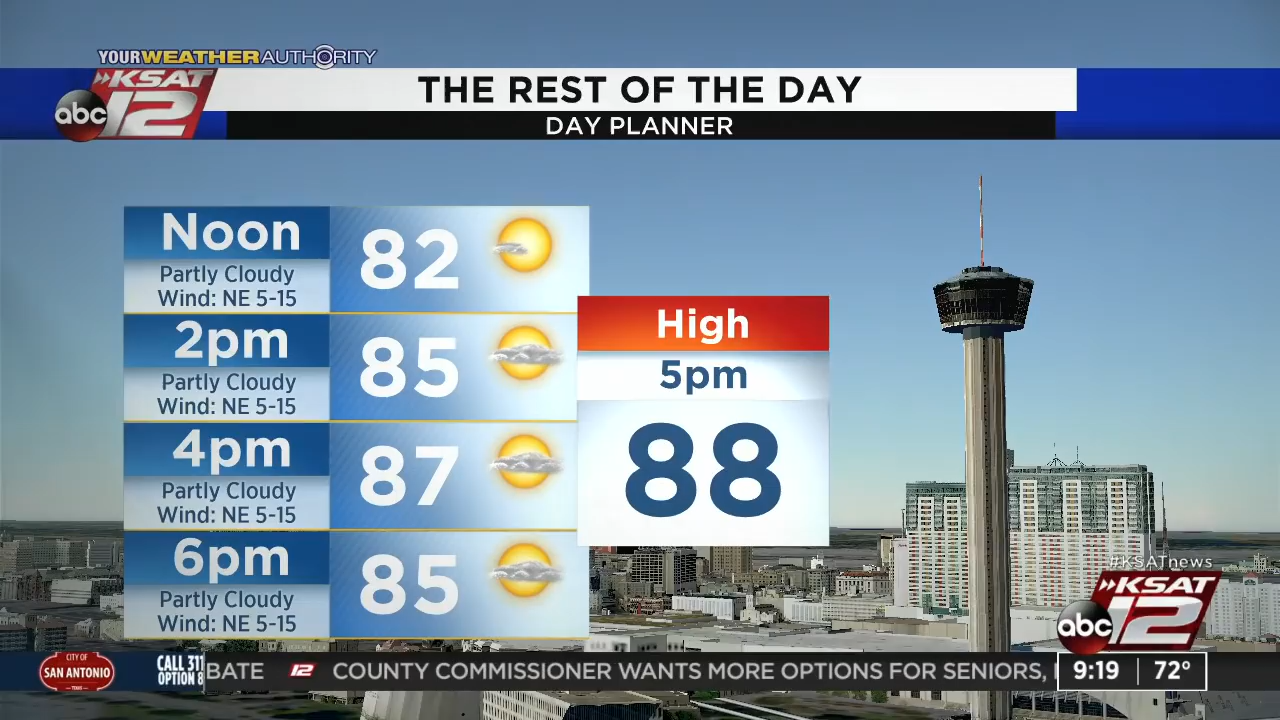 YOURWEATHERAUTHORITY
KSAT
abc 12
THE REST OF THE DAY
DAY PLANNER
Noon
Partly Cloudy
Wind: NE 5-15
82
2pm
Partly Cloudy
Wind: NE 5-15
85
4pm
Partly Cloudy
Wind: NE 5-15
87
6pm
Partly Cloudy
Wind: NE 5-15
85
High
5pm
88
#KSATnews
KSAT
abc 12
CITY OF
SAN ANTONIO
TEXAS
CALL 311
OPTION 8
BATE 12 COUNTY COMMISSIONER WANTS MORE OPTIONS FOR SENIORS,
9:19 72°